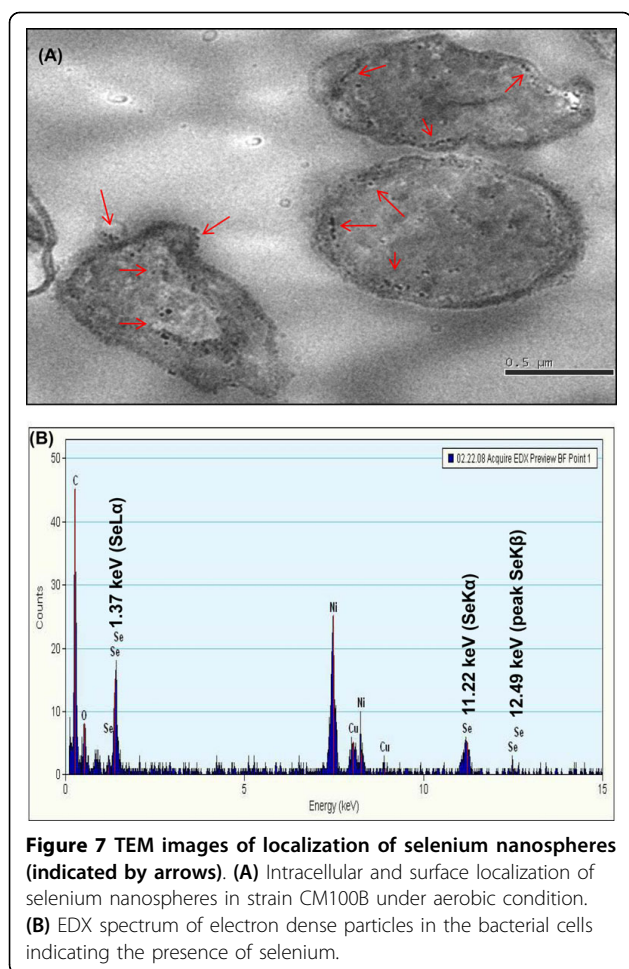 (A)
0.5 µm
(B)
02.22.08 Acquire EDX Preview BF Point 1
50
40
30
20
10
0
Counts
C
O
Se
Se
Se
1.37 keV (SeLα)
Ni
Cu
Ni
Cu
Se
11.22 keV (SeKα)
Se
Se
12.49 keV (peak SeKβ)
0
5
10
15
Energy (keV)
Figure 7 TEM images of localization of selenium nanospheres
(indicated by arrows). (A) Intracellular and surface localization of
selenium nanospheres in strain CM100B under aerobic condition.
(B) EDX spectrum of electron dense particles in the bacterial cells
indicating the presence of selenium.